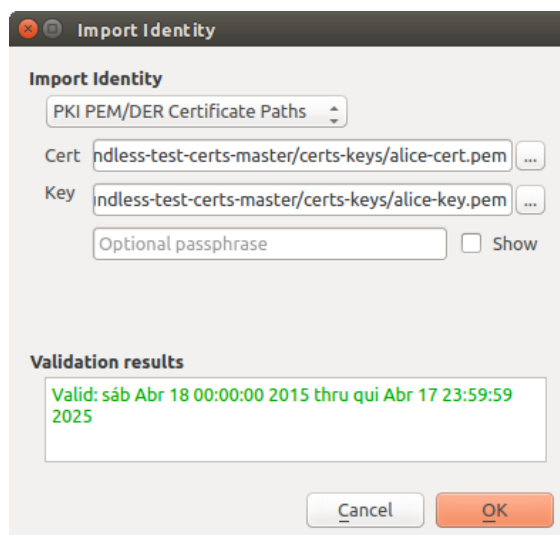 Import Identity
Import Identity
PKI PEM/DER Certificate Paths
Cert ndless-test-certs-master/certs-keys/alice-cert.pem ...
Key ındless-test-certs-master/certs-keys/alice-key.pem ...
Optional passphrase Show
Validation results
Valid: sáb Abr 18 00:00:00 2015 thru qui Abr 17 23:59:59
2025
Cancel OK